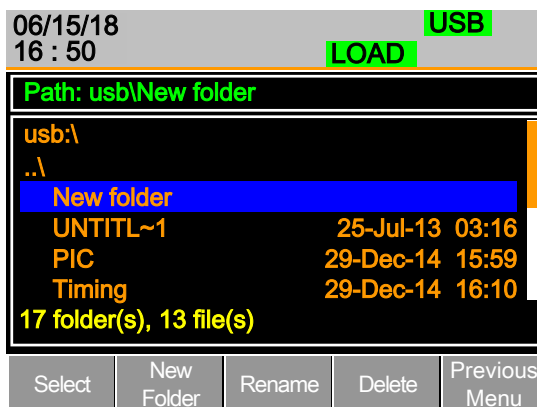 06/15/18 USB
16 : 50 LOAD
Path: usb\New folder
usb:\
..\
New folder
UNTITL~1 25-Jul-13 03:16
PIC 29-Dec-14 15:59
Timing 29-Dec-14 16:10
17 folder(s), 13 file(s)
Select New Folder Rename Delete Previous Menu